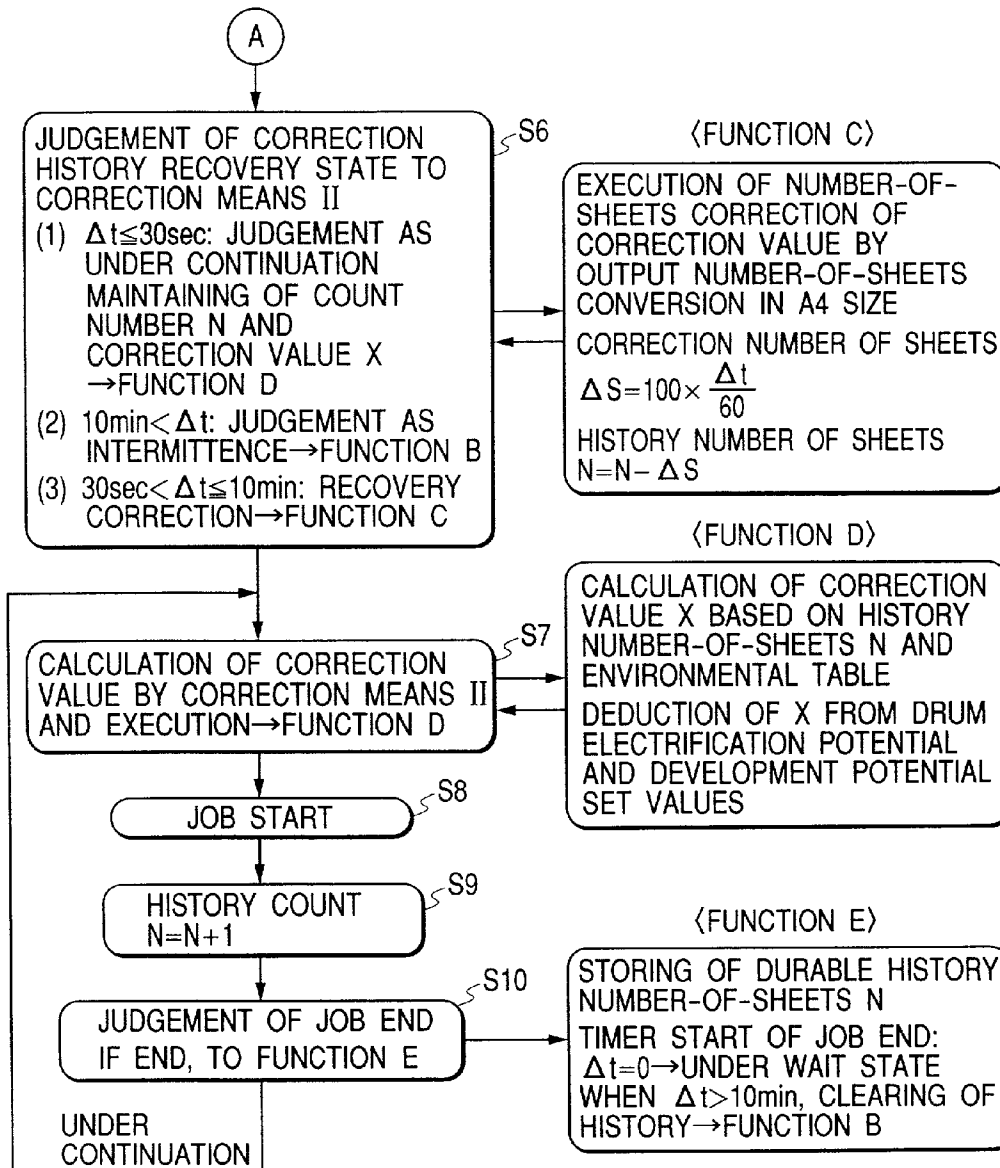 A
JUDGEMENT OF CORRECTION
HISTORY RECOVERY STATE TO
CORRECTION MEANS II
(1) Δt≦30sec: JUDGEMENT AS
UNDER CONTINUATION
MAINTAINING OF COUNT
NUMBER N AND
CORRECTION VALUE X
→FUNCTION D
(2) 10min<Δt: JUDGEMENT AS
INTERMITTENCE→FUNCTION B
(3) 30sec<Δt≦10min: RECOVERY
CORRECTION→FUNCTION C
S6
〈FUNCTION C〉
EXECUTION OF NUMBER-OF-
SHEETS CORRECTION OF
CORRECTION VALUE BY
OUTPUT NUMBER-OF-SHEETS
CONVERSION IN A4 SIZE
CORRECTION NUMBER OF SHEETS
ΔS=100× Δt/60
HISTORY NUMBER OF SHEETS
N=N-ΔS
CALCULATION OF CORRECTION
VALUE BY CORRECTION MEANS II
AND EXECUTION→FUNCTION D
S7
〈FUNCTION D〉
CALCULATION OF CORRECTION
VALUE X BASED ON HISTORY
NUMBER-OF-SHEETS N AND
ENVIRONMENTAL TABLE
DEDUCTION OF X FROM DRUM
ELECTRIFICATION POTENTIAL
AND DEVELOPMENT POTENTIAL
SET VALUES
JOB START
S8
HISTORY COUNT
N=N+1
S9
JUDGEMENT OF JOB END
IF END, TO FUNCTION E
S10
〈FUNCTION E〉
STORING OF DURABLE HISTORY
NUMBER-OF-SHEETS N
TIMER START OF JOB END:
Δt=0→UNDER WAIT STATE
WHEN Δt>10min, CLEARING OF
HISTORY→FUNCTION B
UNDER
CONTINUATION